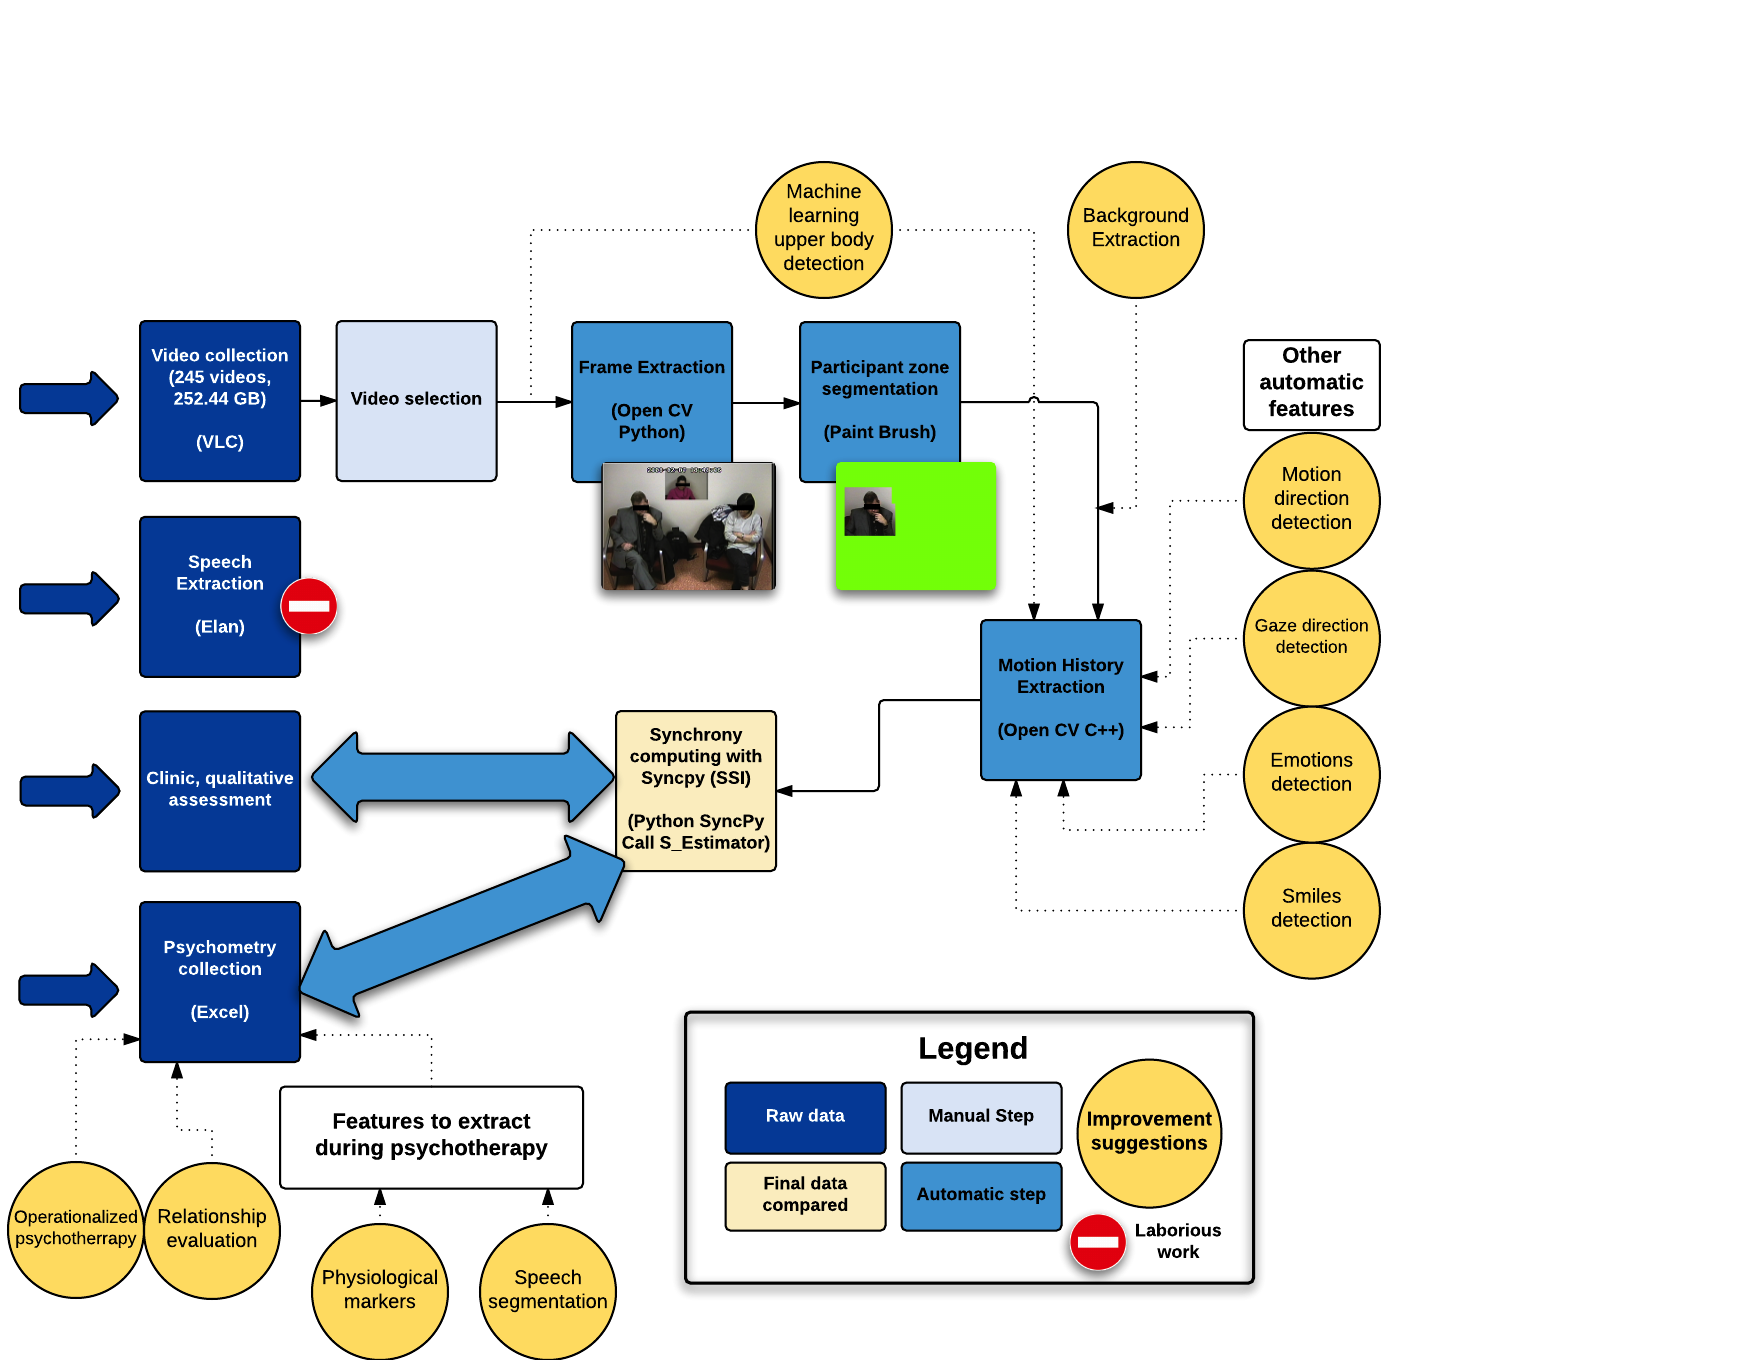 Machine
learning
upper body
detection
Background
Extraction
Video collection
(245 videos,
252.44 GB)
(VLC)
Video selection
Frame Extraction
(Open CV
Python)
Participant zone
segmentation
(Paint Brush)
Other
automatic
features
Motion
direction
detection
Speech
Extraction
(Elan)
Gaze direction
detection
Motion History
Extraction
(Open CV C++)
Clinic, qualitative
assessment
Synchrony
computing with
Syncpy (SSI)
(Python SyncPy
Call S_Estimator)
Emotions
detection
Smiles
detection
Psychometry
collection
(Excel)
Features to extract
during psychotherapy
Operationalized
psychotherrapy
Relationship
evaluation
Physiological
markers
Speech
segmentation
Legend
Raw data
Manual Step
Improvement
suggestions
Final data
compared
Automatic step
Laborious
work